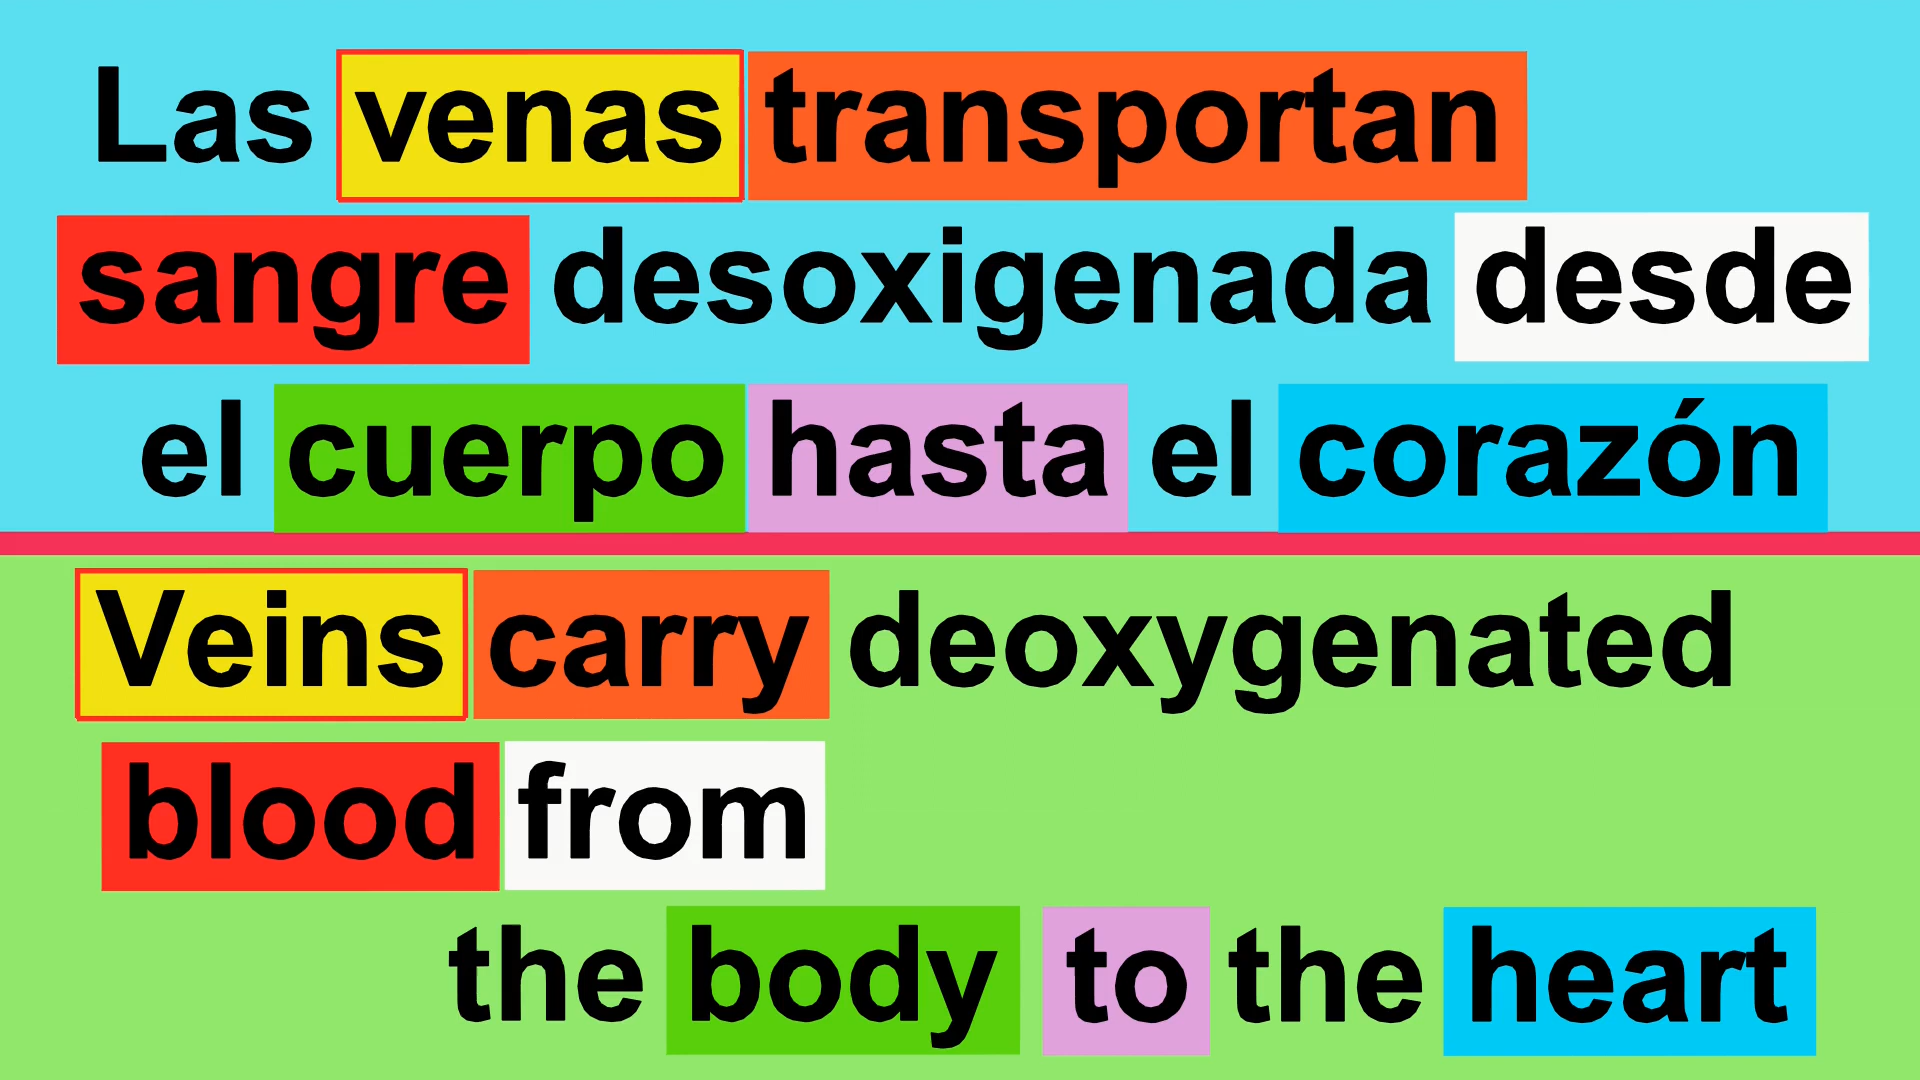 Las venas transportan
sangre desoxigenada desde
el cuerpo hasta el corazón
Veins carry deoxygenated
blood from
the body to the heart